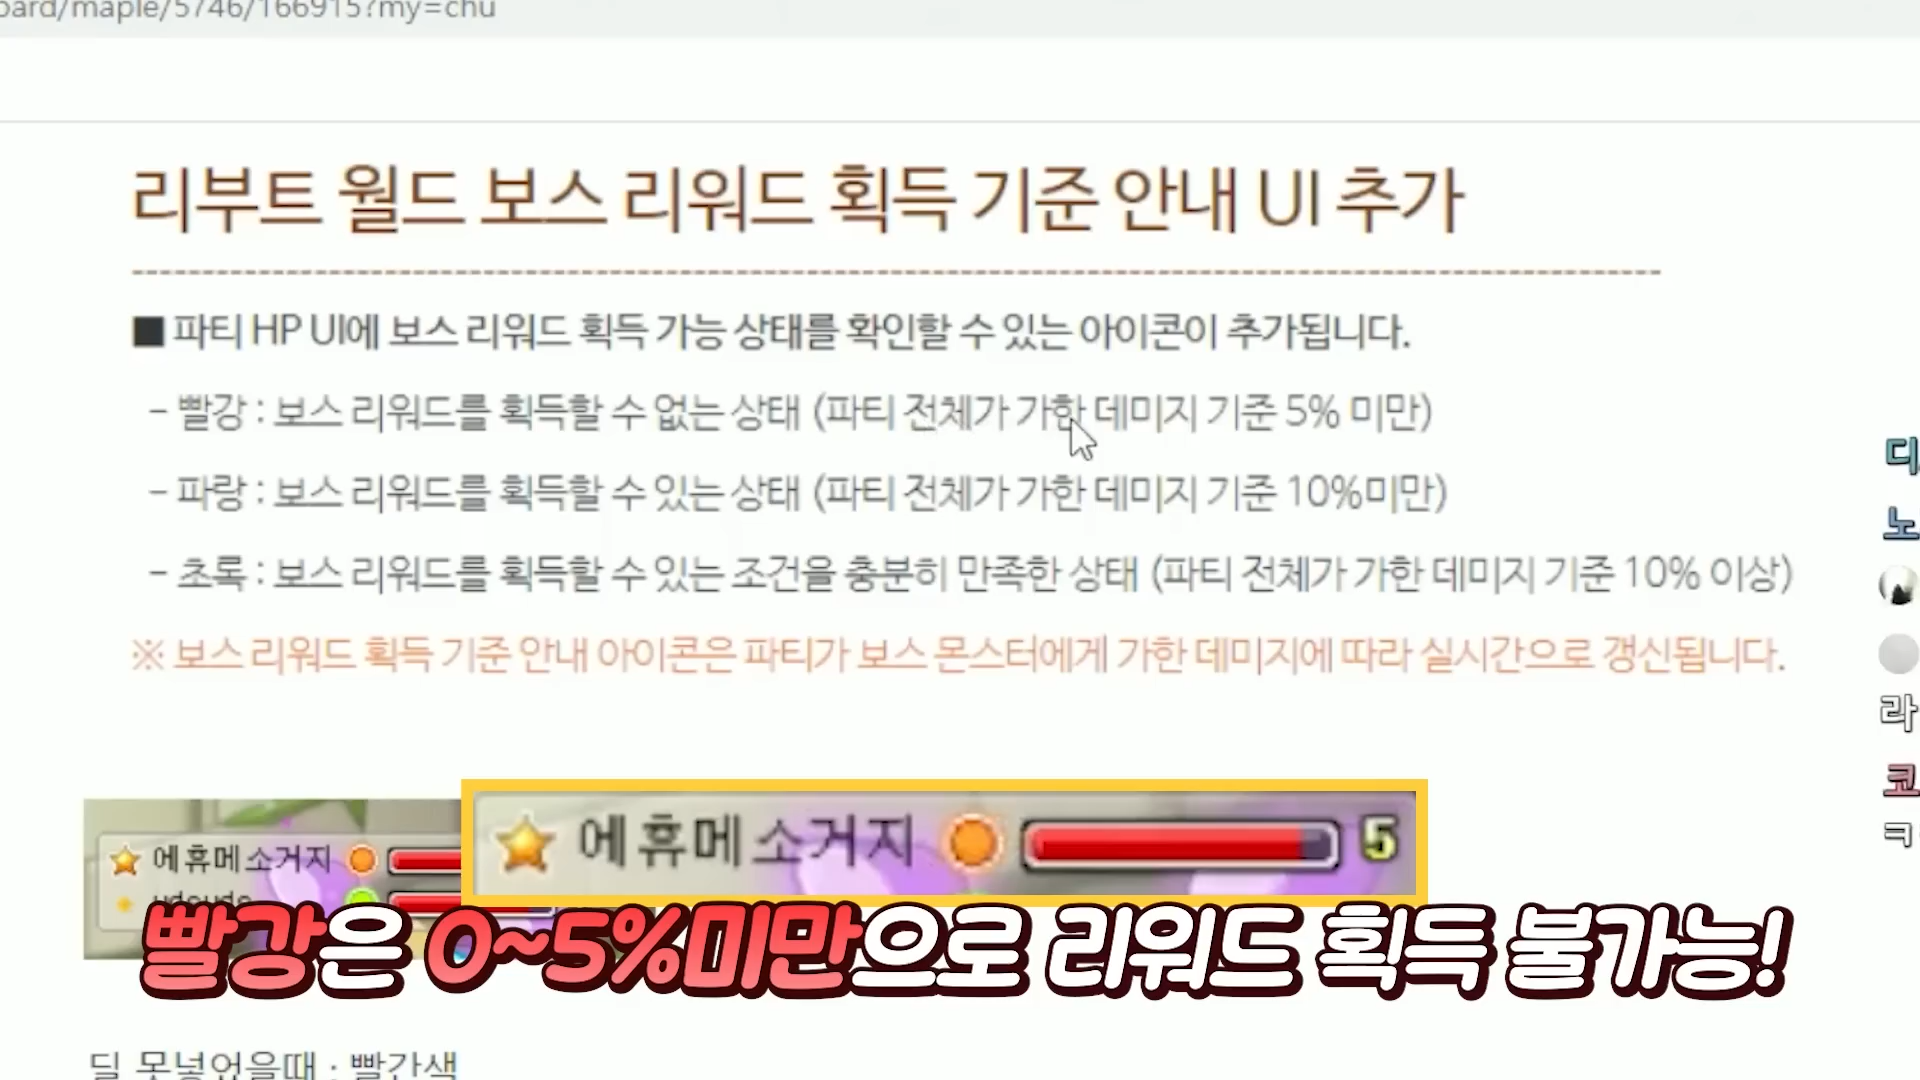 oard/maple/5746/166915?my=chu
리부트 월드 보스 리워드 획득 기준 안내 UI 추가
■ 파티 HP UI에 보스 리워드 획득 가능 상태를 확인할 수 있는 아이콘이 추가됩니다.
- 빨강 : 보스 리워드를 획득할 수 없는 상태 (파티 전체가 가한 데미지 기준 5% 미만)
- 파랑 : 보스 리워드를 획득할 수 있는 상태 (파티 전체가 가한 데미지 기준 10%미만)
- 초록 : 보스 리워드를 획득할 수 있는 조건을 충분히 만족한 상태 (파티 전체가 가한 데미지 기준 10% 이상)
※ 보스 리워드 획득 기준 안내 아이콘은 파티가 보스 몬스터에게 가한 데미지에 따라 실시간으로 갱신됩니다.
디
노
라
코
ㅋ
에휴메소거지 5
에휴메소거지
빨강은 0~5%미만으로 리워드 획득 불가능!
딜 못넣었을때 : 빨간색